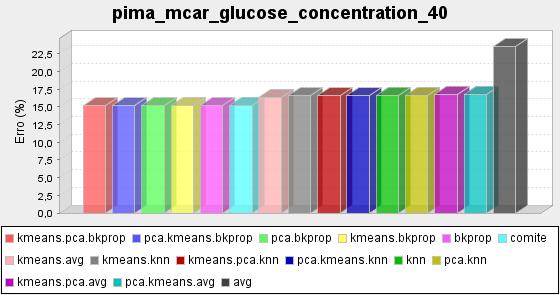 pima_mcar_glucose_concentration_40
22,5
20,0
17,5
15,0
12,5
10,0
7,5
5,0
2,5
0,0
Erro (%)
kmeans.pca.bkprop pca.kmeans.bkprop pca.bkprop kmeans.bkprop bkprop comite
kmeans.avg kmeans.knn kmeans.pca.knn pca.kmeans.knn knn pca.knn
kmeans.pca.avg pca.kmeans.avg avg